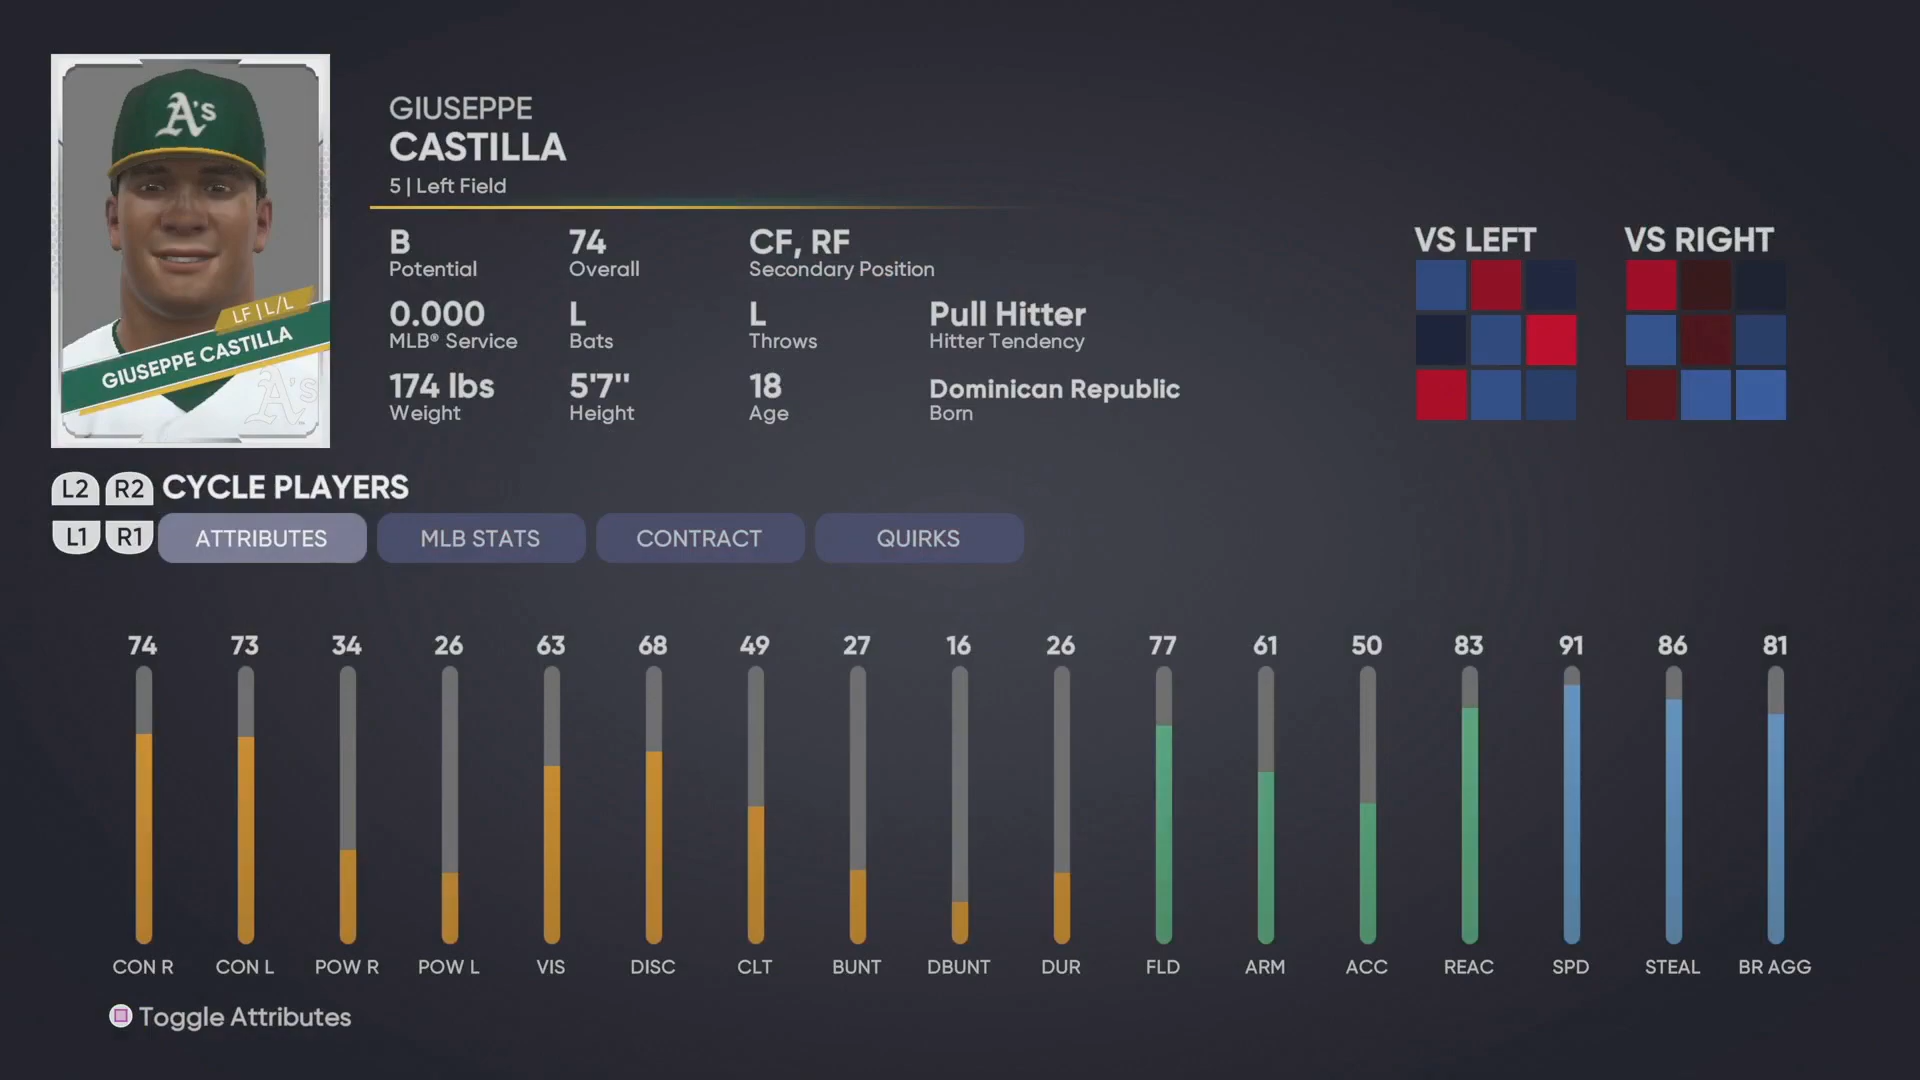 A's
LF | L/L
GIUSEPPE CASTILLA
A's
GIUSEPPE
CASTILLA
5 | Left Field
B
Potential
74
Overall
CF, RF
Secondary Position
0.000
MLB® Service
L
Bats
L
Throws
Pull Hitter
Hitter Tendency
174 lbs
Weight
5'7"
Height
18
Age
Dominican Republic
Born
VS LEFT
VS RIGHT
L2 R2 CYCLE PLAYERS
L1 R1 ATTRIBUTES MLB STATS CONTRACT QUIRKS
74 73 34 26 63 68 49 27 16 26 77 61 50 83 91 86 81
CON R CON L POW R POW L VIS DISC CLT BUNT DBUNT DUR FLD ARM ACC REAC SPD STEAL BR AGG
Toggle Attributes